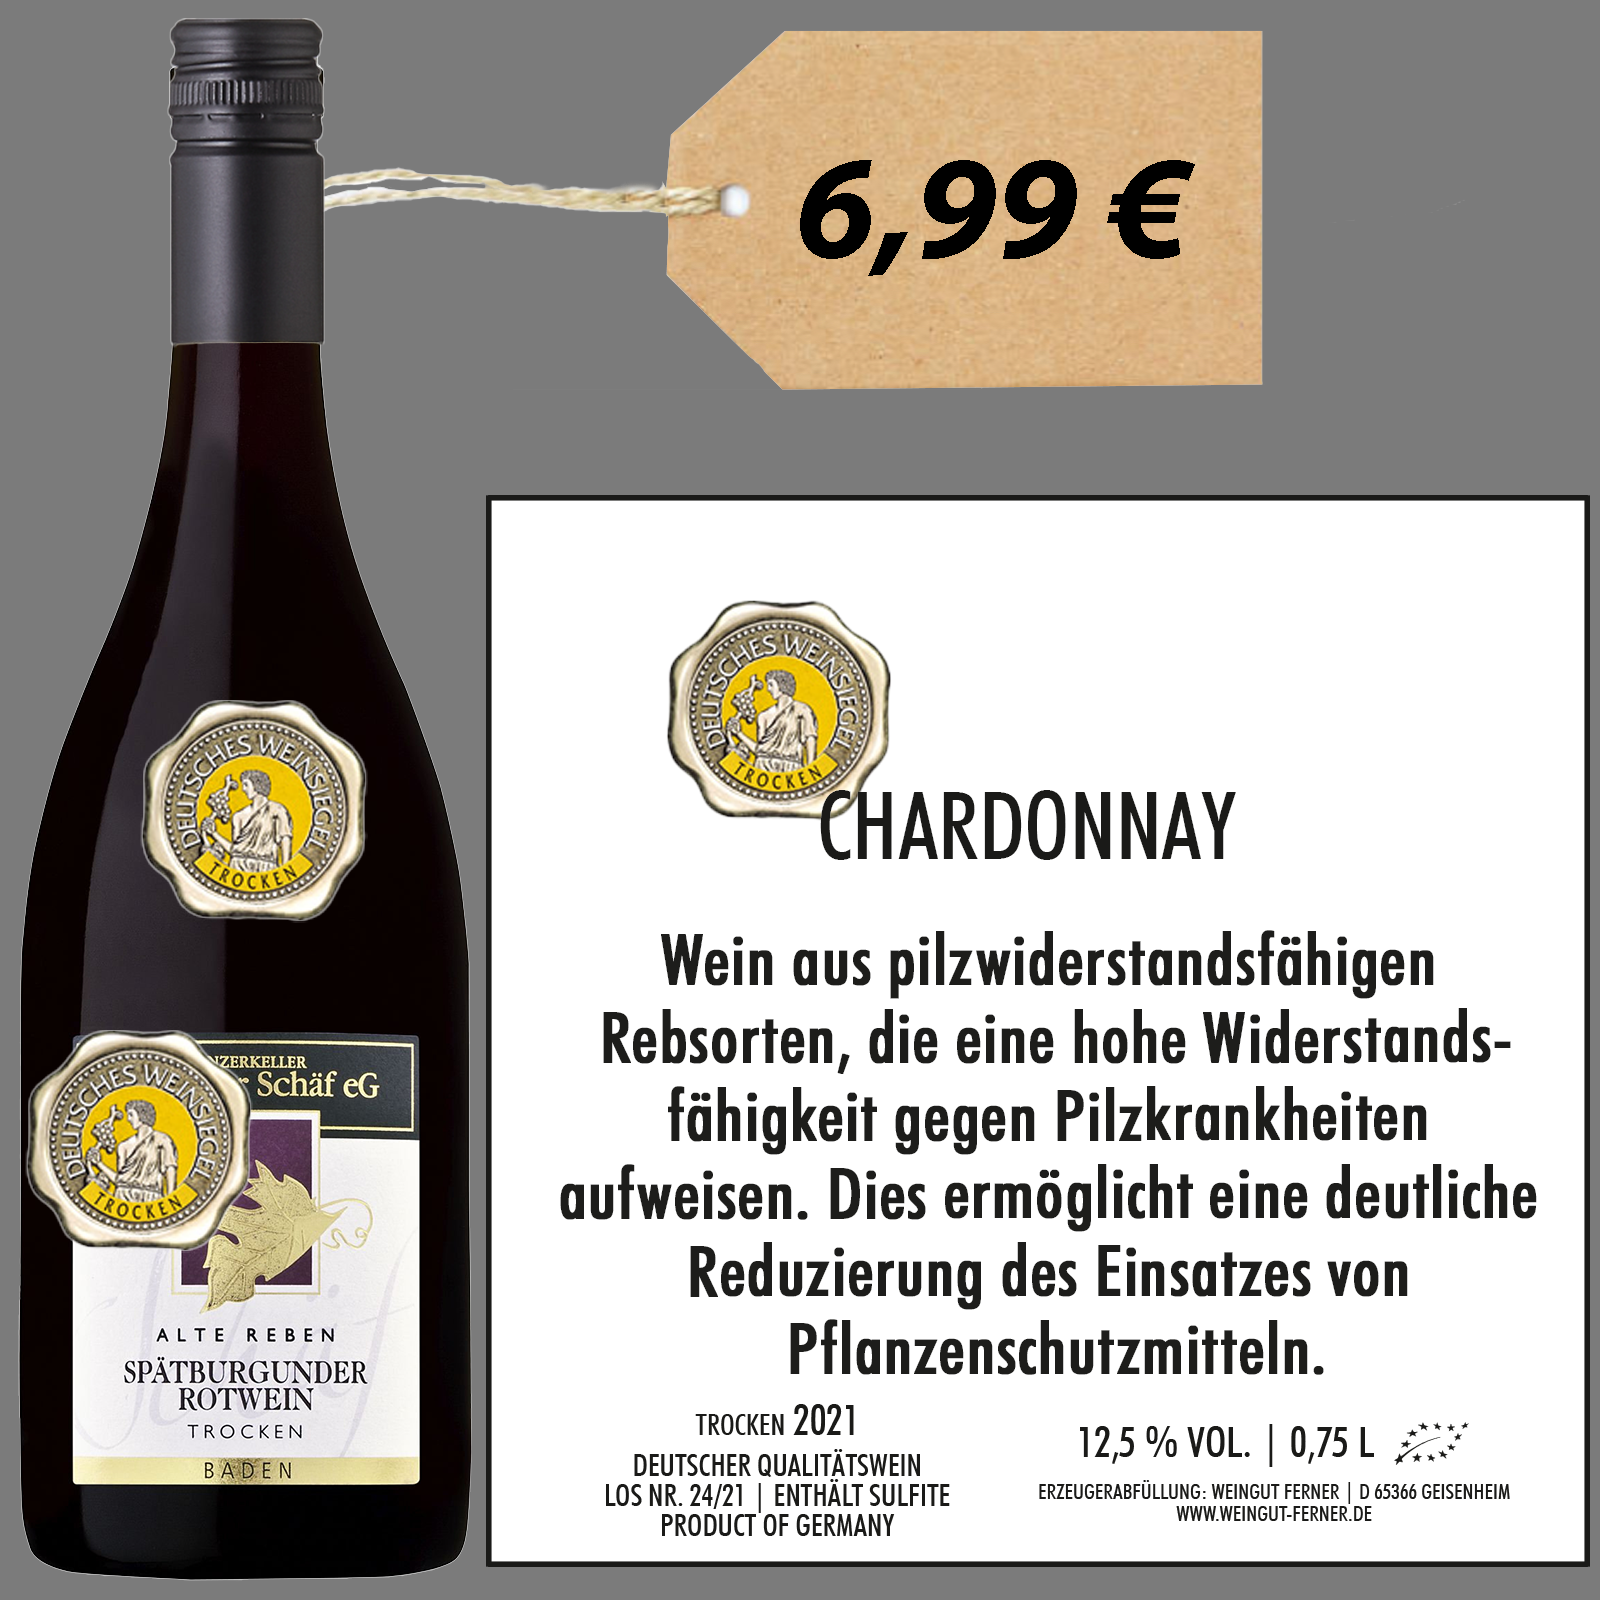 6,99 €
DEUTSCHES WEINSIEGEL
TROCKEN
DEUTSCHES WEINSIEGEL
TROCKEN
NZERKELLER
r Schäf eG
DEUTSCHES WEINSIEGEL
TROCKEN
ALTE REBEN
SPÄTBURGUNDER
ROTWEIN
TROCKEN
BADEN
CHARDONNAY
Wein aus pilzwiderstandsfähigen
Rebsorten, die eine hohe Widerstands-
fähigkeit gegen Pilzkrankheiten
aufweisen. Dies ermöglicht eine deutliche
Reduzierung des Einsatzes von
Pflanzenschutzmitteln.
TROCKEN 2021
DEUTSCHER QUALITÄTSWEIN
LOS NR. 24/21 | ENTHÄLT SULFITE
PRODUCT OF GERMANY
12,5 % VOL. | 0,75 L
ERZEUGERABFÜLLUNG: WEINGUT FERNER | D 65366 GEISENHEIM
WWW.WEINGUT-FERNER.DE